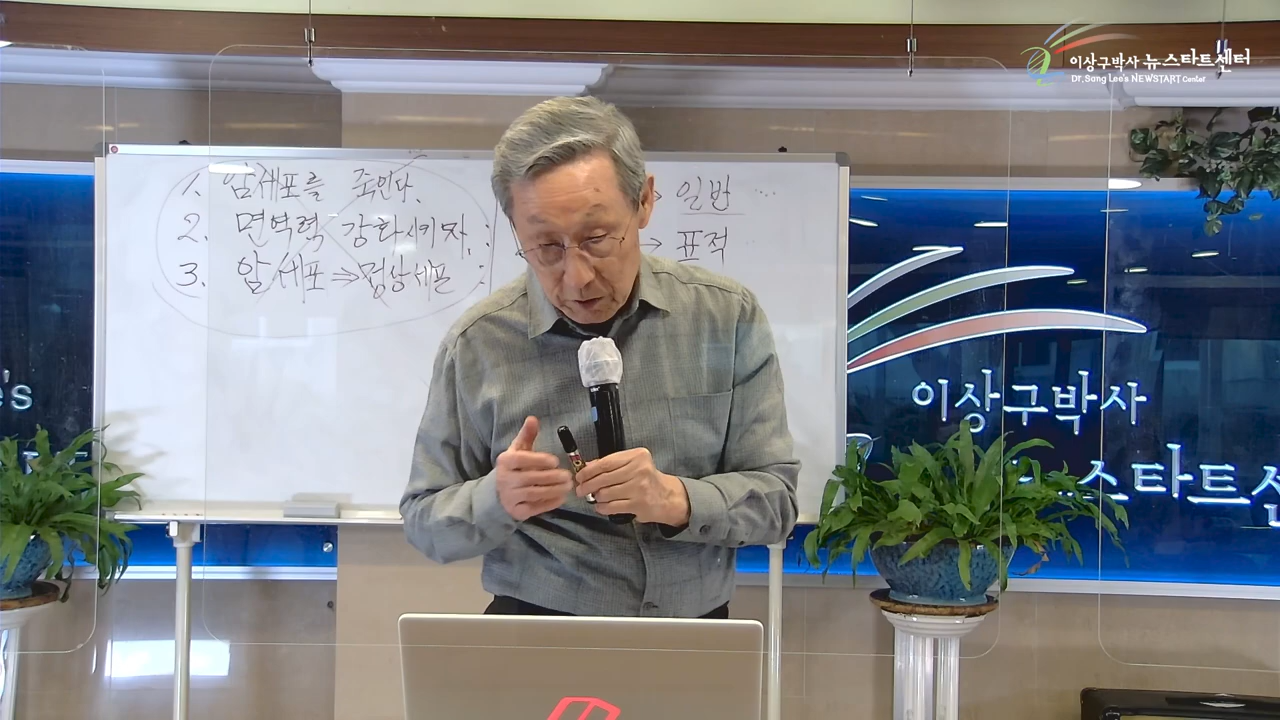 이상구박사 뉴스타트센터
Dr. Sang Lee's NEWSTART Center
1. 암세포를 죽인다.
2. 면역력 강화시키자,
3. 암세포 ⇒ 정상세포
→ 일반 ...
→ 표적
's
이상구박사
스타트센